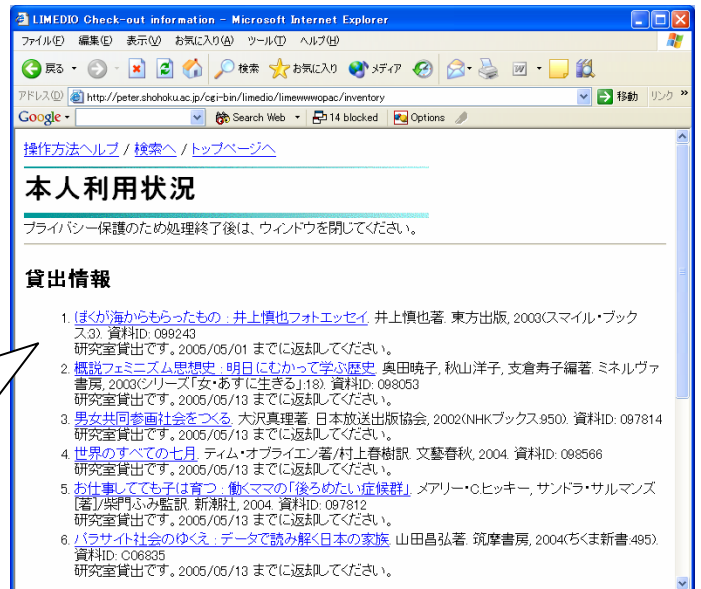 LIMEDIO Check-out information - Microsoft Internet Explorer
ファイル(F) 編集(E) 表示(V) お気に入り(A) ツール(T) ヘルプ(H)
戻る 検索 お気に入り メディア
アドレス(D) http://peter.shohoku.ac.jp/cgi-bin/limedio/limewwwopac/inventory 移動 リンク »
Google Search Web 14 blocked Options
操作方法ヘルプ / 検索へ / トップページへ
本人利用状況
プライバシー保護のため処理終了後は、ウィンドウを閉じてください。
貸出情報
1. ぼくが海からもらったもの : 井上慎也フォトエッセイ. 井上慎也著. 東方出版, 2003(スマイル・ブック
ス;3). 資料ID: 099243
研究室貸出です。2005/05/01 までに返却してください。
2. 概説フェミニズム思想史 : 明日にむかって学ぶ歴史. 奥田暁子, 秋山洋子, 支倉寿子編著. ミネルヴァ
書房, 2003(シリーズ「女・あすに生きる」;18). 資料ID: 098053
研究室貸出です。2005/05/13 までに返却してください。
3. 男女共同参画社会をつくる. 大沢真理著. 日本放送出版協会, 2002(NHKブックス;950). 資料ID: 097814
研究室貸出です。2005/05/13 までに返却してください。
4. 世界のすべての七月. ティム・オブライエン著/村上春樹訳. 文藝春秋, 2004. 資料ID: 098566
研究室貸出です。2005/05/13 までに返却してください。
5. お仕事してても子は育つ : 働くママの「後ろめたい症候群」. メアリー・C.ヒッキー, サンドラ・サルマンズ
[著]/柴門ふみ監訳. 新潮社, 2004. 資料ID: 097812
研究室貸出です。2005/05/13 までに返却してください。
6. パラサイト社会のゆくえ : データで読み解く日本の家族. 山田昌弘著. 筑摩書房, 2004(ちくま新書;495).
資料ID: C06835
研究室貸出です。2005/05/13 までに返却してください。